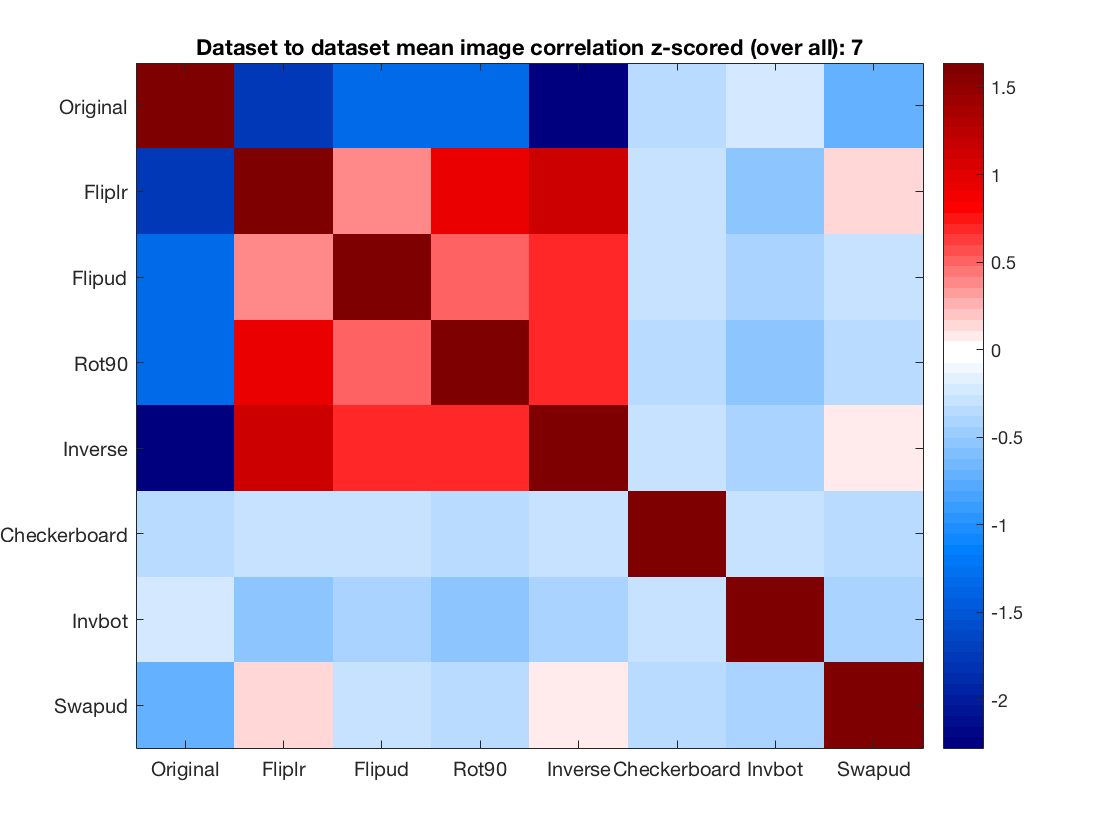 Dataset to dataset mean image correlation z-scored (over all): 7
Original
Fliplr
Flipud
Rot90
Inverse
Checkerboard
Invbot
Swapud
Original Fliplr Flipud Rot90 Inverse Checkerboard Invbot Swapud
1.5
1
0.5
0
-0.5
-1
-1.5
-2